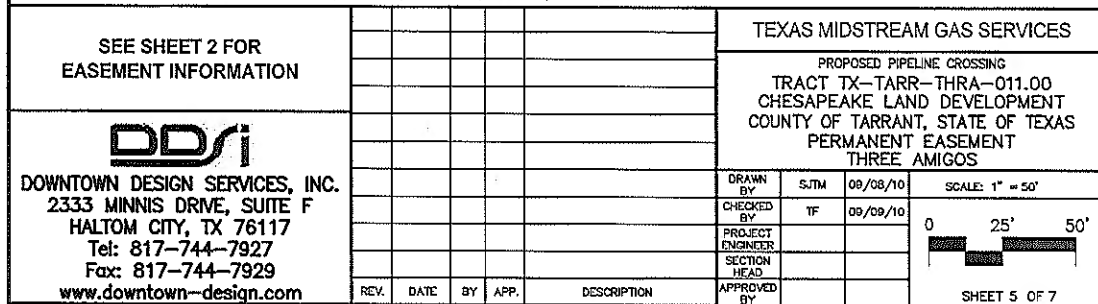 SEE SHEET 2 FOR
EASEMENT INFORMATION
DDSi
DOWNTOWN DESIGN SERVICES, INC.
2333 MINNIS DRIVE, SUITE F
HALTOM CITY, TX 76117
Tel: 817-744-7927
Fax: 817-744-7929
www.downtown-design.com
REV. DATE BY APP. DESCRIPTION
TEXAS MIDSTREAM GAS SERVICES
PROPOSED PIPELINE CROSSING
TRACT TX-TARR-THRA-011.00
CHESAPEAKE LAND DEVELOPMENT
COUNTY OF TARRANT, STATE OF TEXAS
PERMANENT EASEMENT
THREE AMIGOS
DRAWN BY SJTM 09/08/10
CHECKED BY TF 09/09/10
PROJECT ENGINEER
SECTION HEAD
APPROVED BY
SCALE: 1" = 50'
0 25' 50'
SHEET 5 OF 7